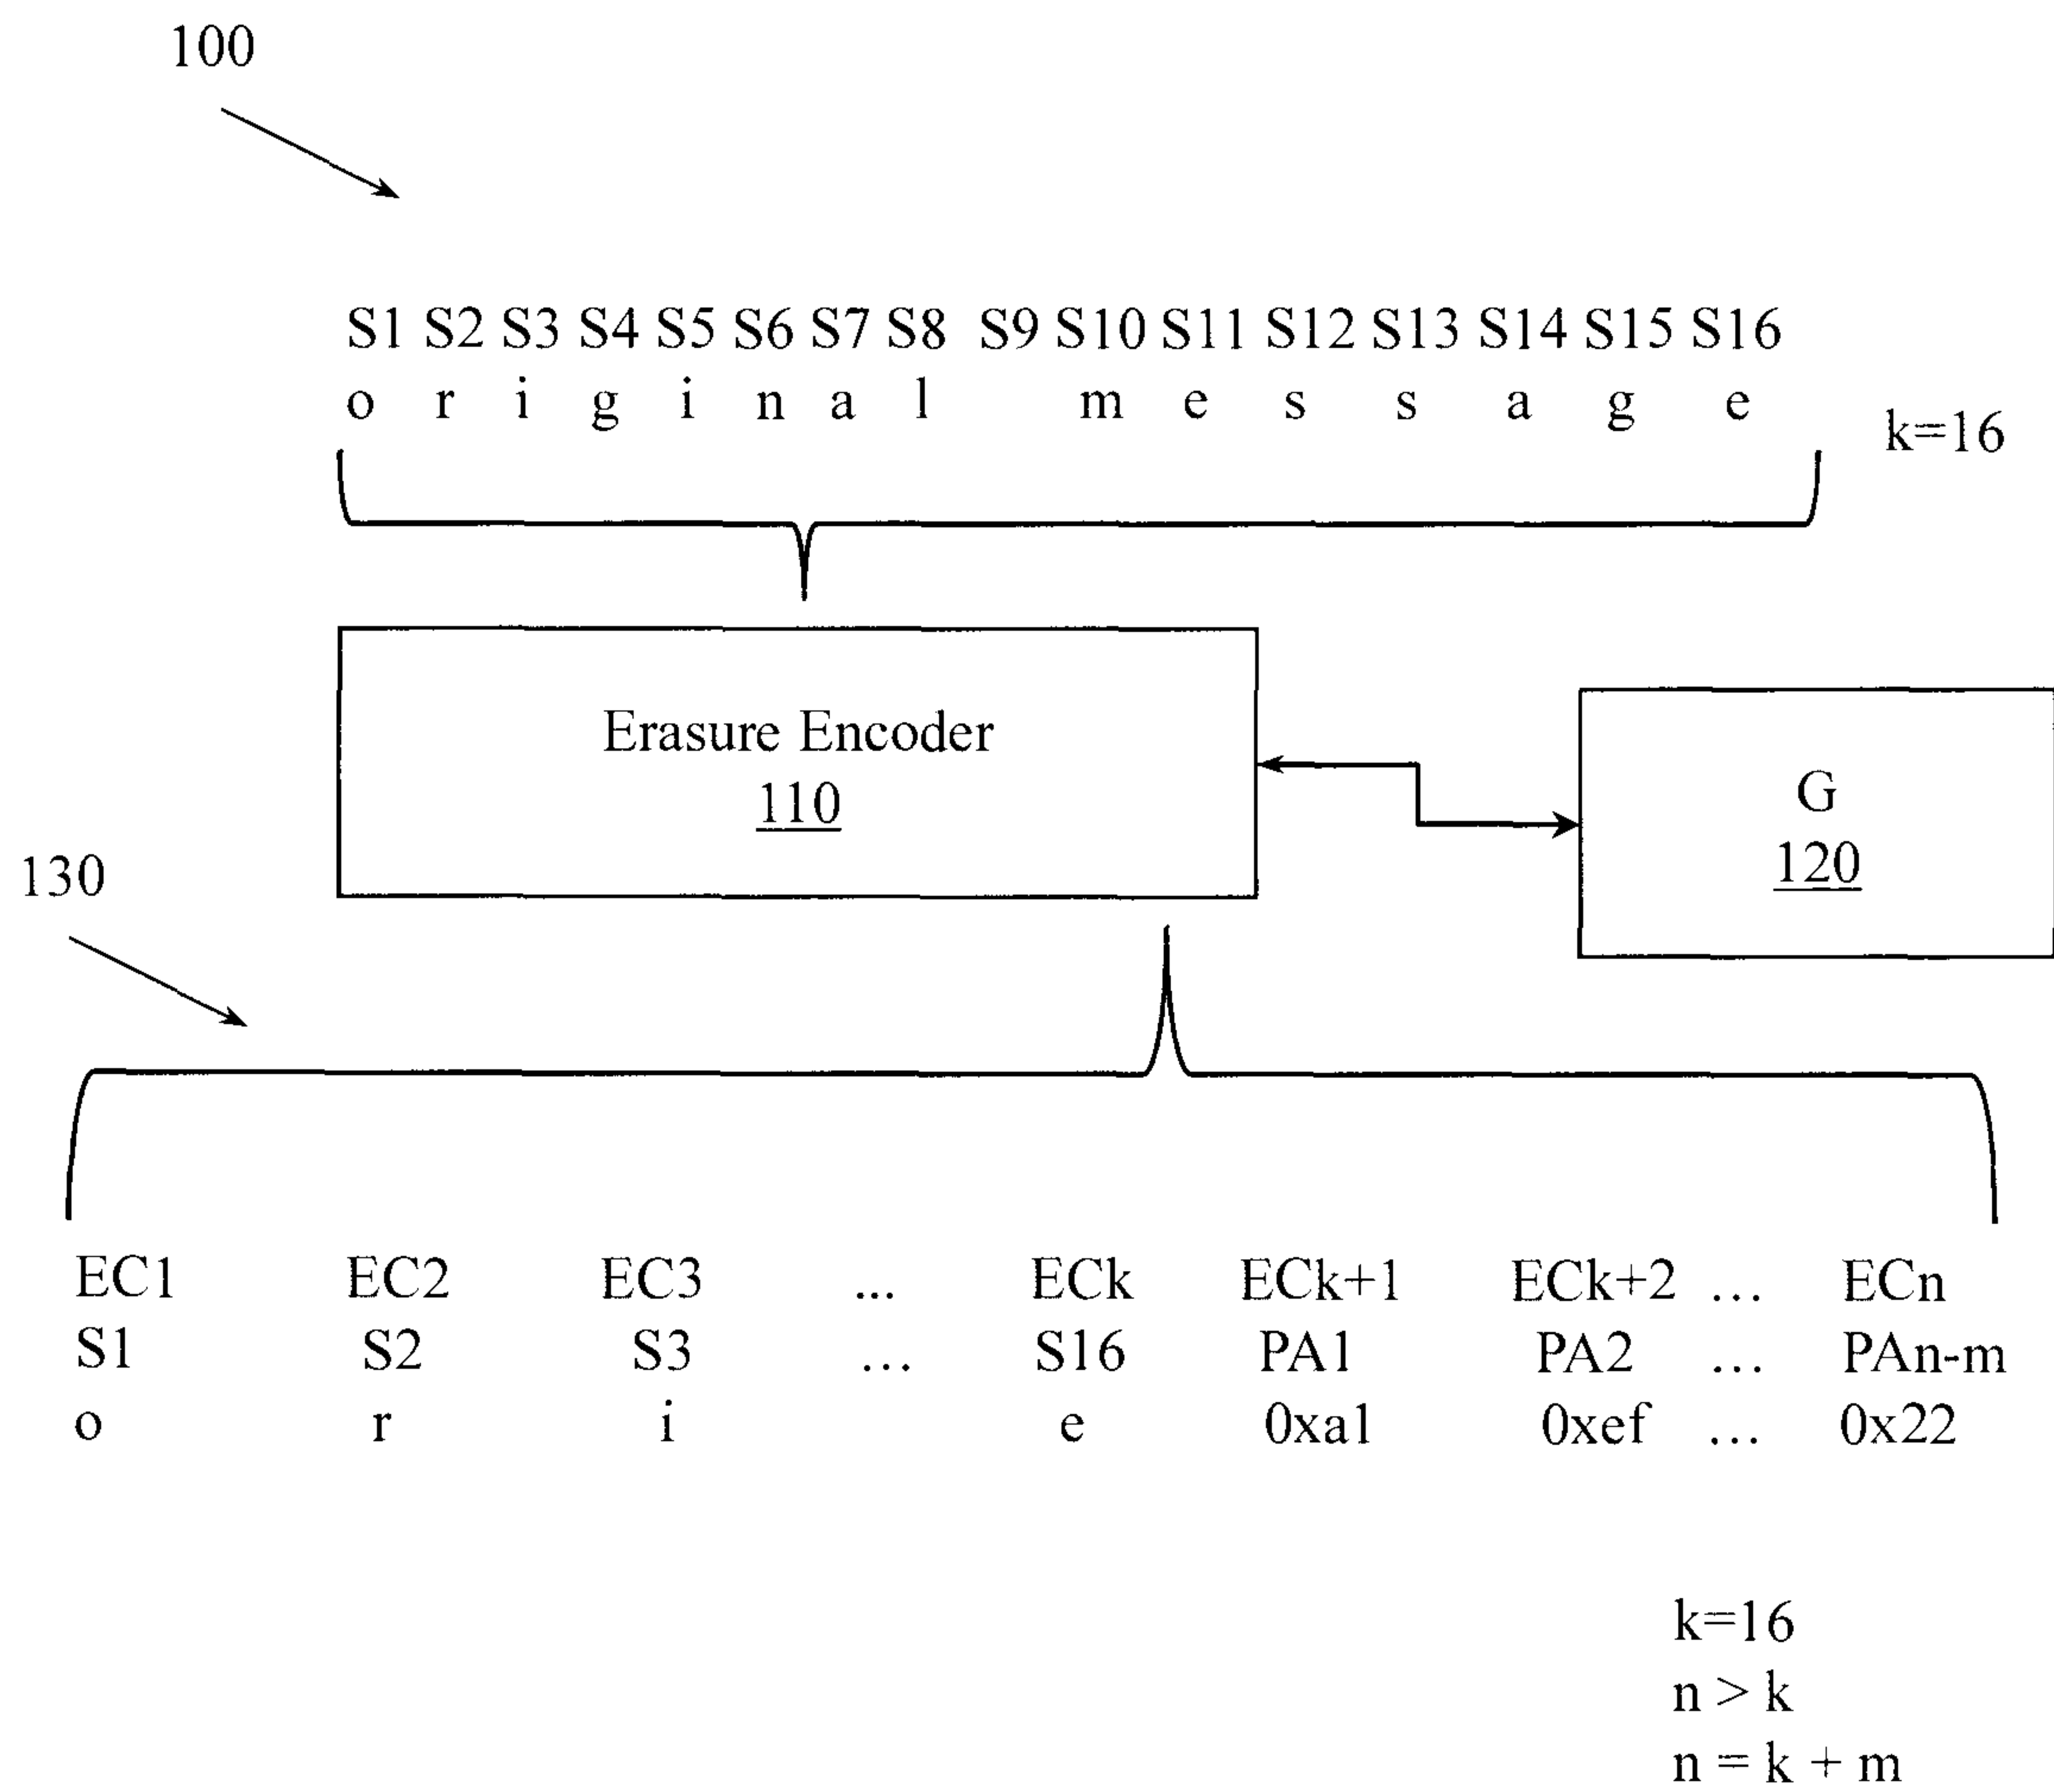 100
S1 S2 S3 S4 S5 S6 S7 S8 S9 S10 S11 S12 S13 S14 S15 S16
o r i g i n a l m e s s a g e
k=16
Erasure Encoder
110
G
120
130
EC1 EC2 EC3 ... ECk ECk+1 ECk+2 ... ECn
S1 S2 S3 ... S16 PA1 PA2 ... PAn-m
o r i e 0xa1 0xef ... 0x22
k=16
n > k
n = k + m